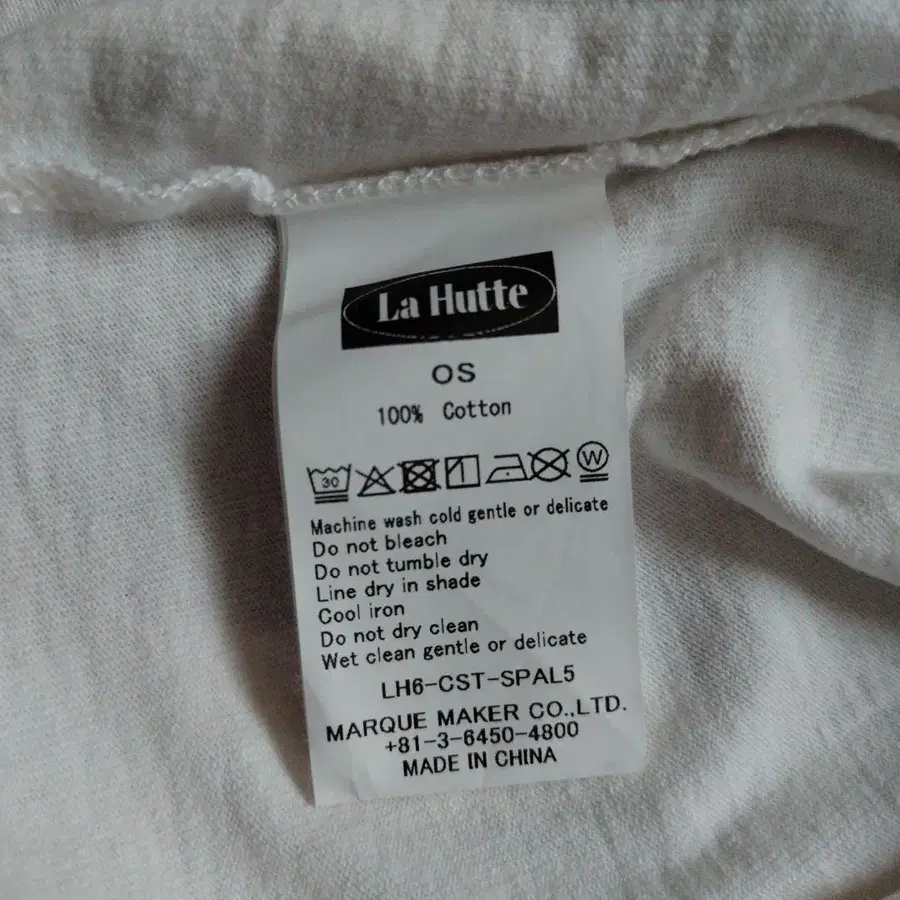 La Hutte
OS
100% Cotton
30 W
Machine wash cold gentle or delicate
Do not bleach
Do not tumble dry
Line dry in shade
Cool iron
Do not dry clean
Wet clean gentle or delicate
LH6-CST-SPAL5
MARQUE MAKER CO.,LTD.
+81-3-6450-4800
MADE IN CHINA